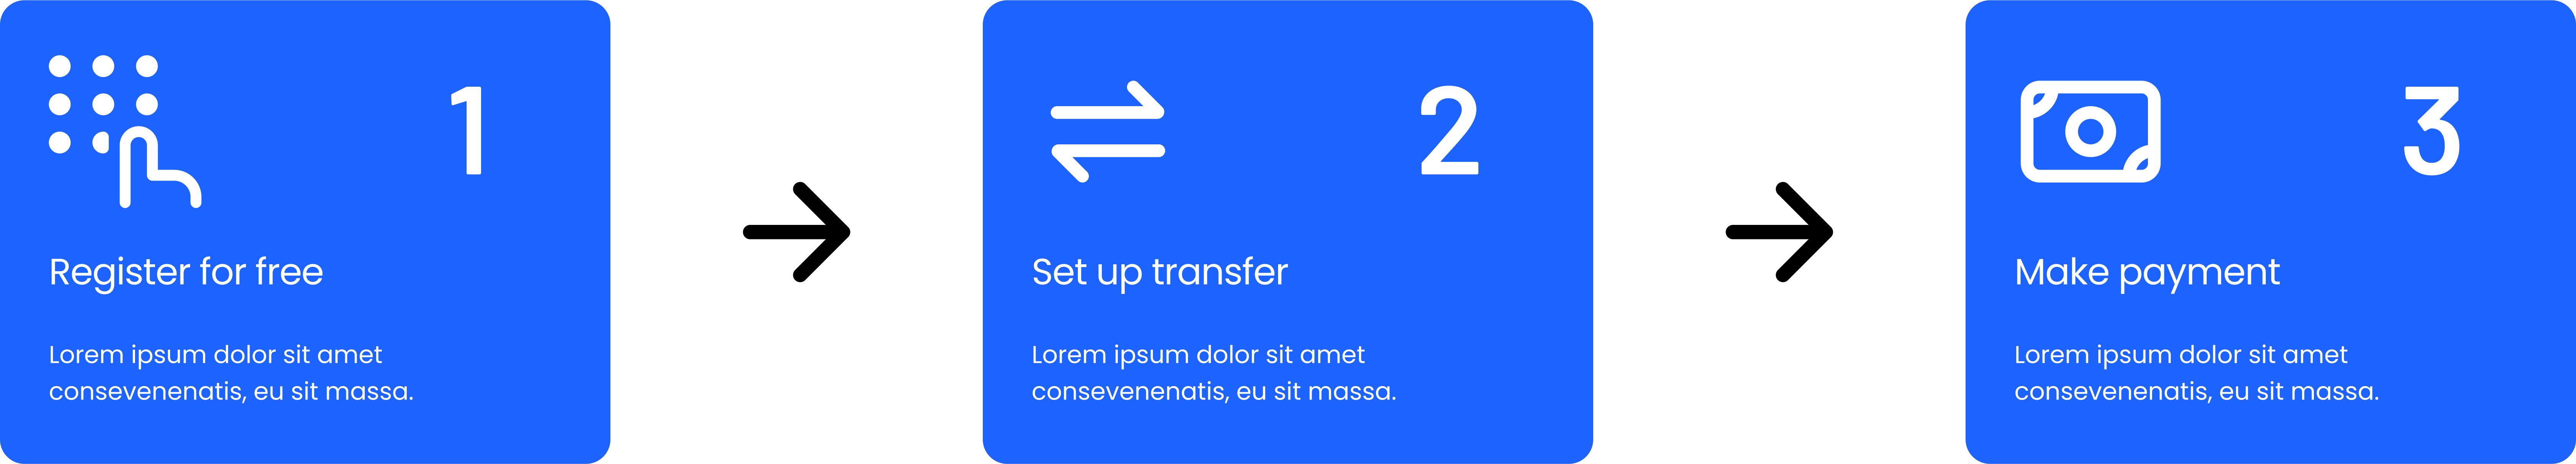 1
Register for free
Lorem ipsum dolor sit amet
consevenenatis, eu sit massa.
2
Set up transfer
Lorem ipsum dolor sit amet
consevenenatis, eu sit massa.
3
Make payment
Lorem ipsum dolor sit amet
consevenenatis, eu sit massa.